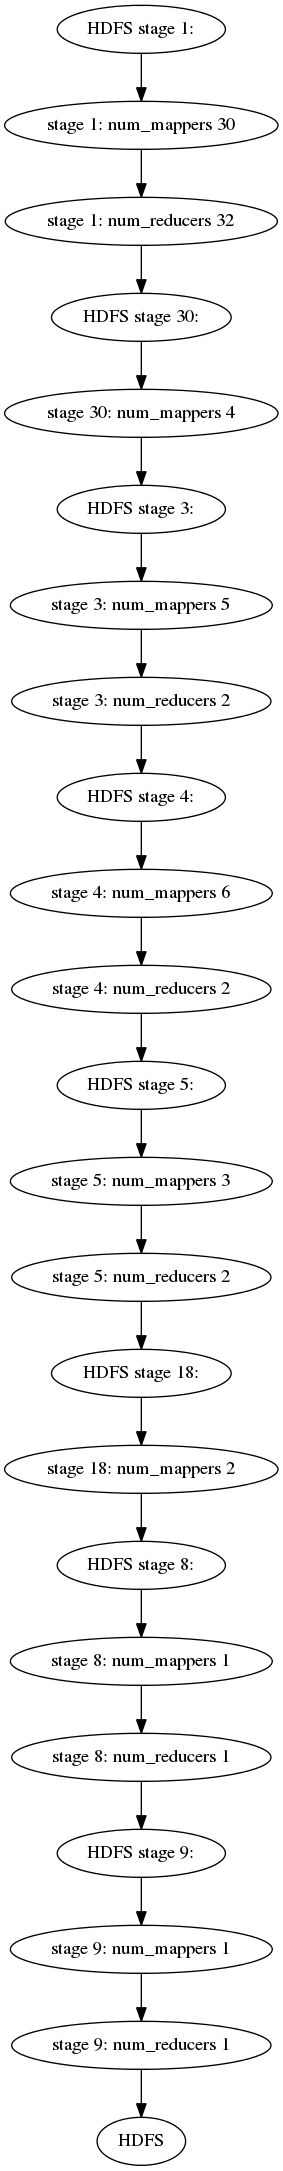 HDFS stage 1:
stage 1: num_mappers 30
stage 1: num_reducers 32
HDFS stage 30:
stage 30: num_mappers 4
HDFS stage 3:
stage 3: num_mappers 5
stage 3: num_reducers 2
HDFS stage 4:
stage 4: num_mappers 6
stage 4: num_reducers 2
HDFS stage 5:
stage 5: num_mappers 3
stage 5: num_reducers 2
HDFS stage 18:
stage 18: num_mappers 2
HDFS stage 8:
stage 8: num_mappers 1
stage 8: num_reducers 1
HDFS stage 9:
stage 9: num_mappers 1
stage 9: num_reducers 1
HDFS